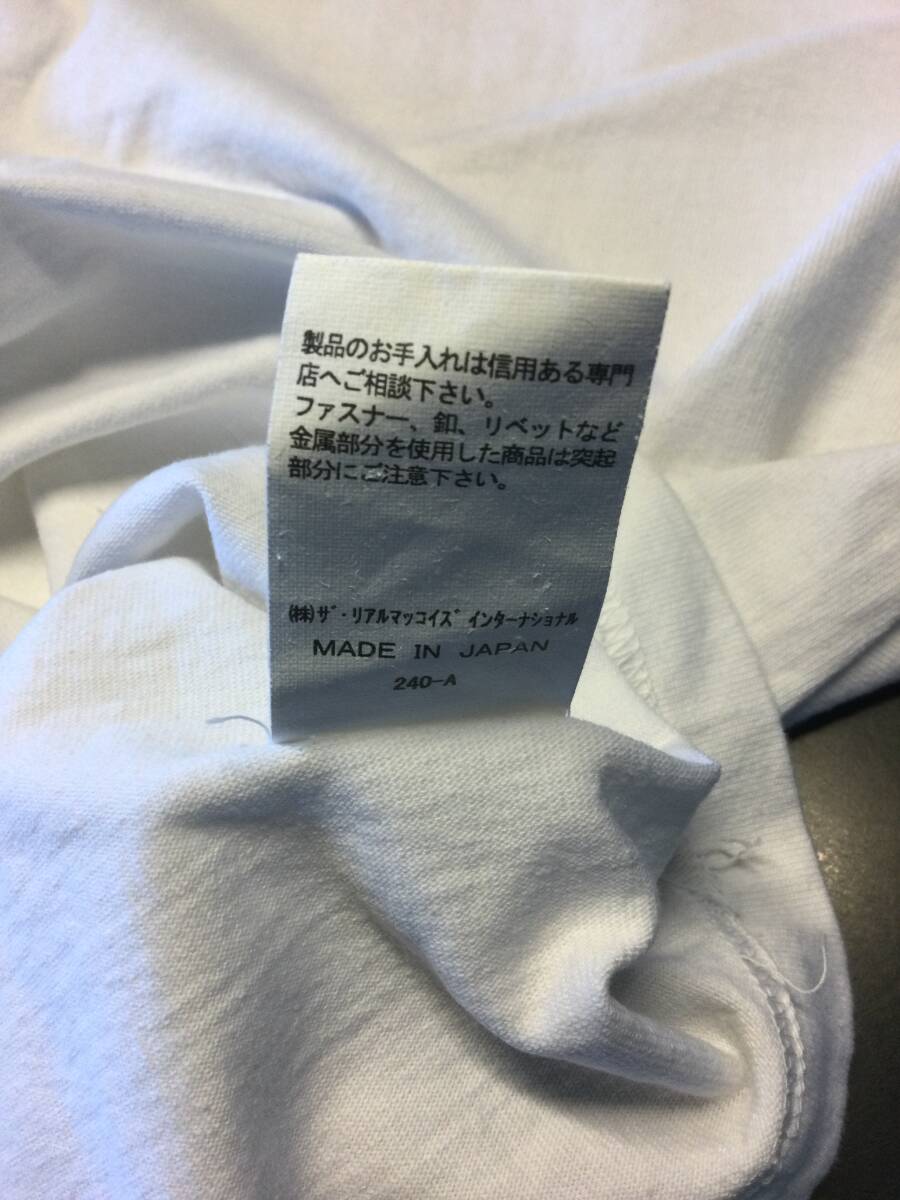 製品のお手入れは信用ある専門
店へご相談下さい。
ファスナー、釦、リベットなど
金属部分を使用した商品は突起
部分にご注意下さい。
㈱ザ・リアルマッコイズ インターナショナル
MADE IN JAPAN
240-A